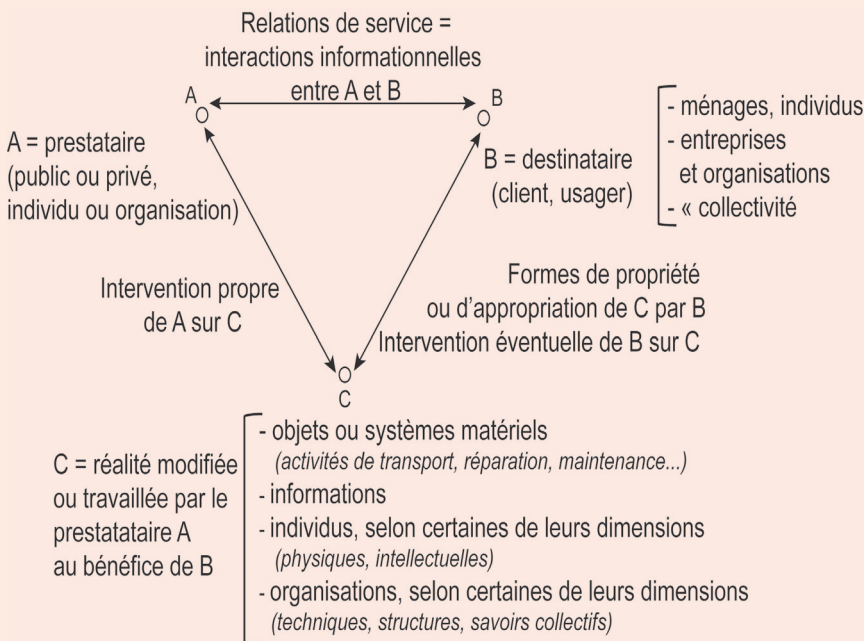 Relations de service =
interactions informationnelles
entre A et B
A
B
A = prestataire
(public ou privé,
individu ou organisation)
B = destinataire
(client, usager)
- ménages, individus
- entreprises
et organisations
- « collectivité
Intervention propre
de A sur C
Formes de propriété
ou d'appropriation de C par B
Intervention éventuelle de B sur C
C
C = réalité modifiée
ou travaillée par le
prestatataire A
au bénéfice de B
- objets ou systèmes matériels
(activités de transport, réparation, maintenance...)
- informations
- individus, selon certaines de leurs dimensions
(physiques, intellectuelles)
- organisations, selon certaines de leurs dimensions
(techniques, structures, savoirs collectifs)